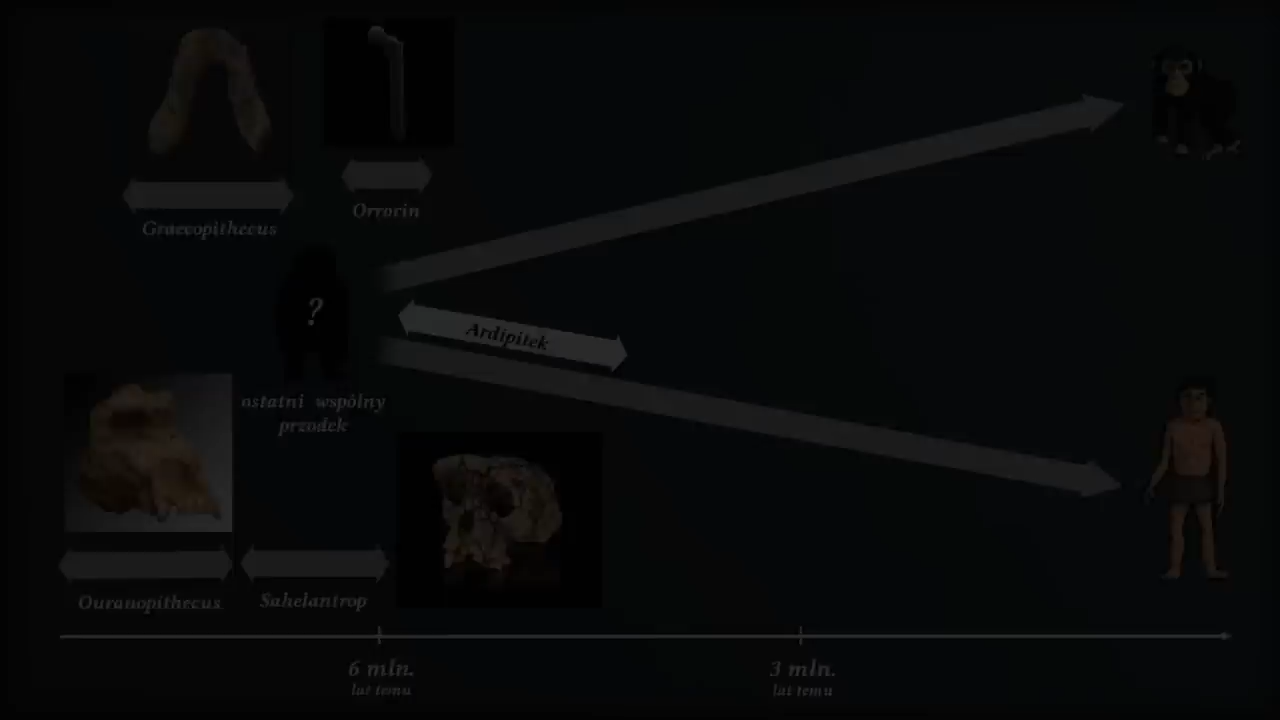 Orrorin
Graecopithecus
?
Ardipitek
ostatni wspólny
przodek
Ouranopithecus
Sahelantrop
6 mln.
lat temu
3 mln.
lat temu